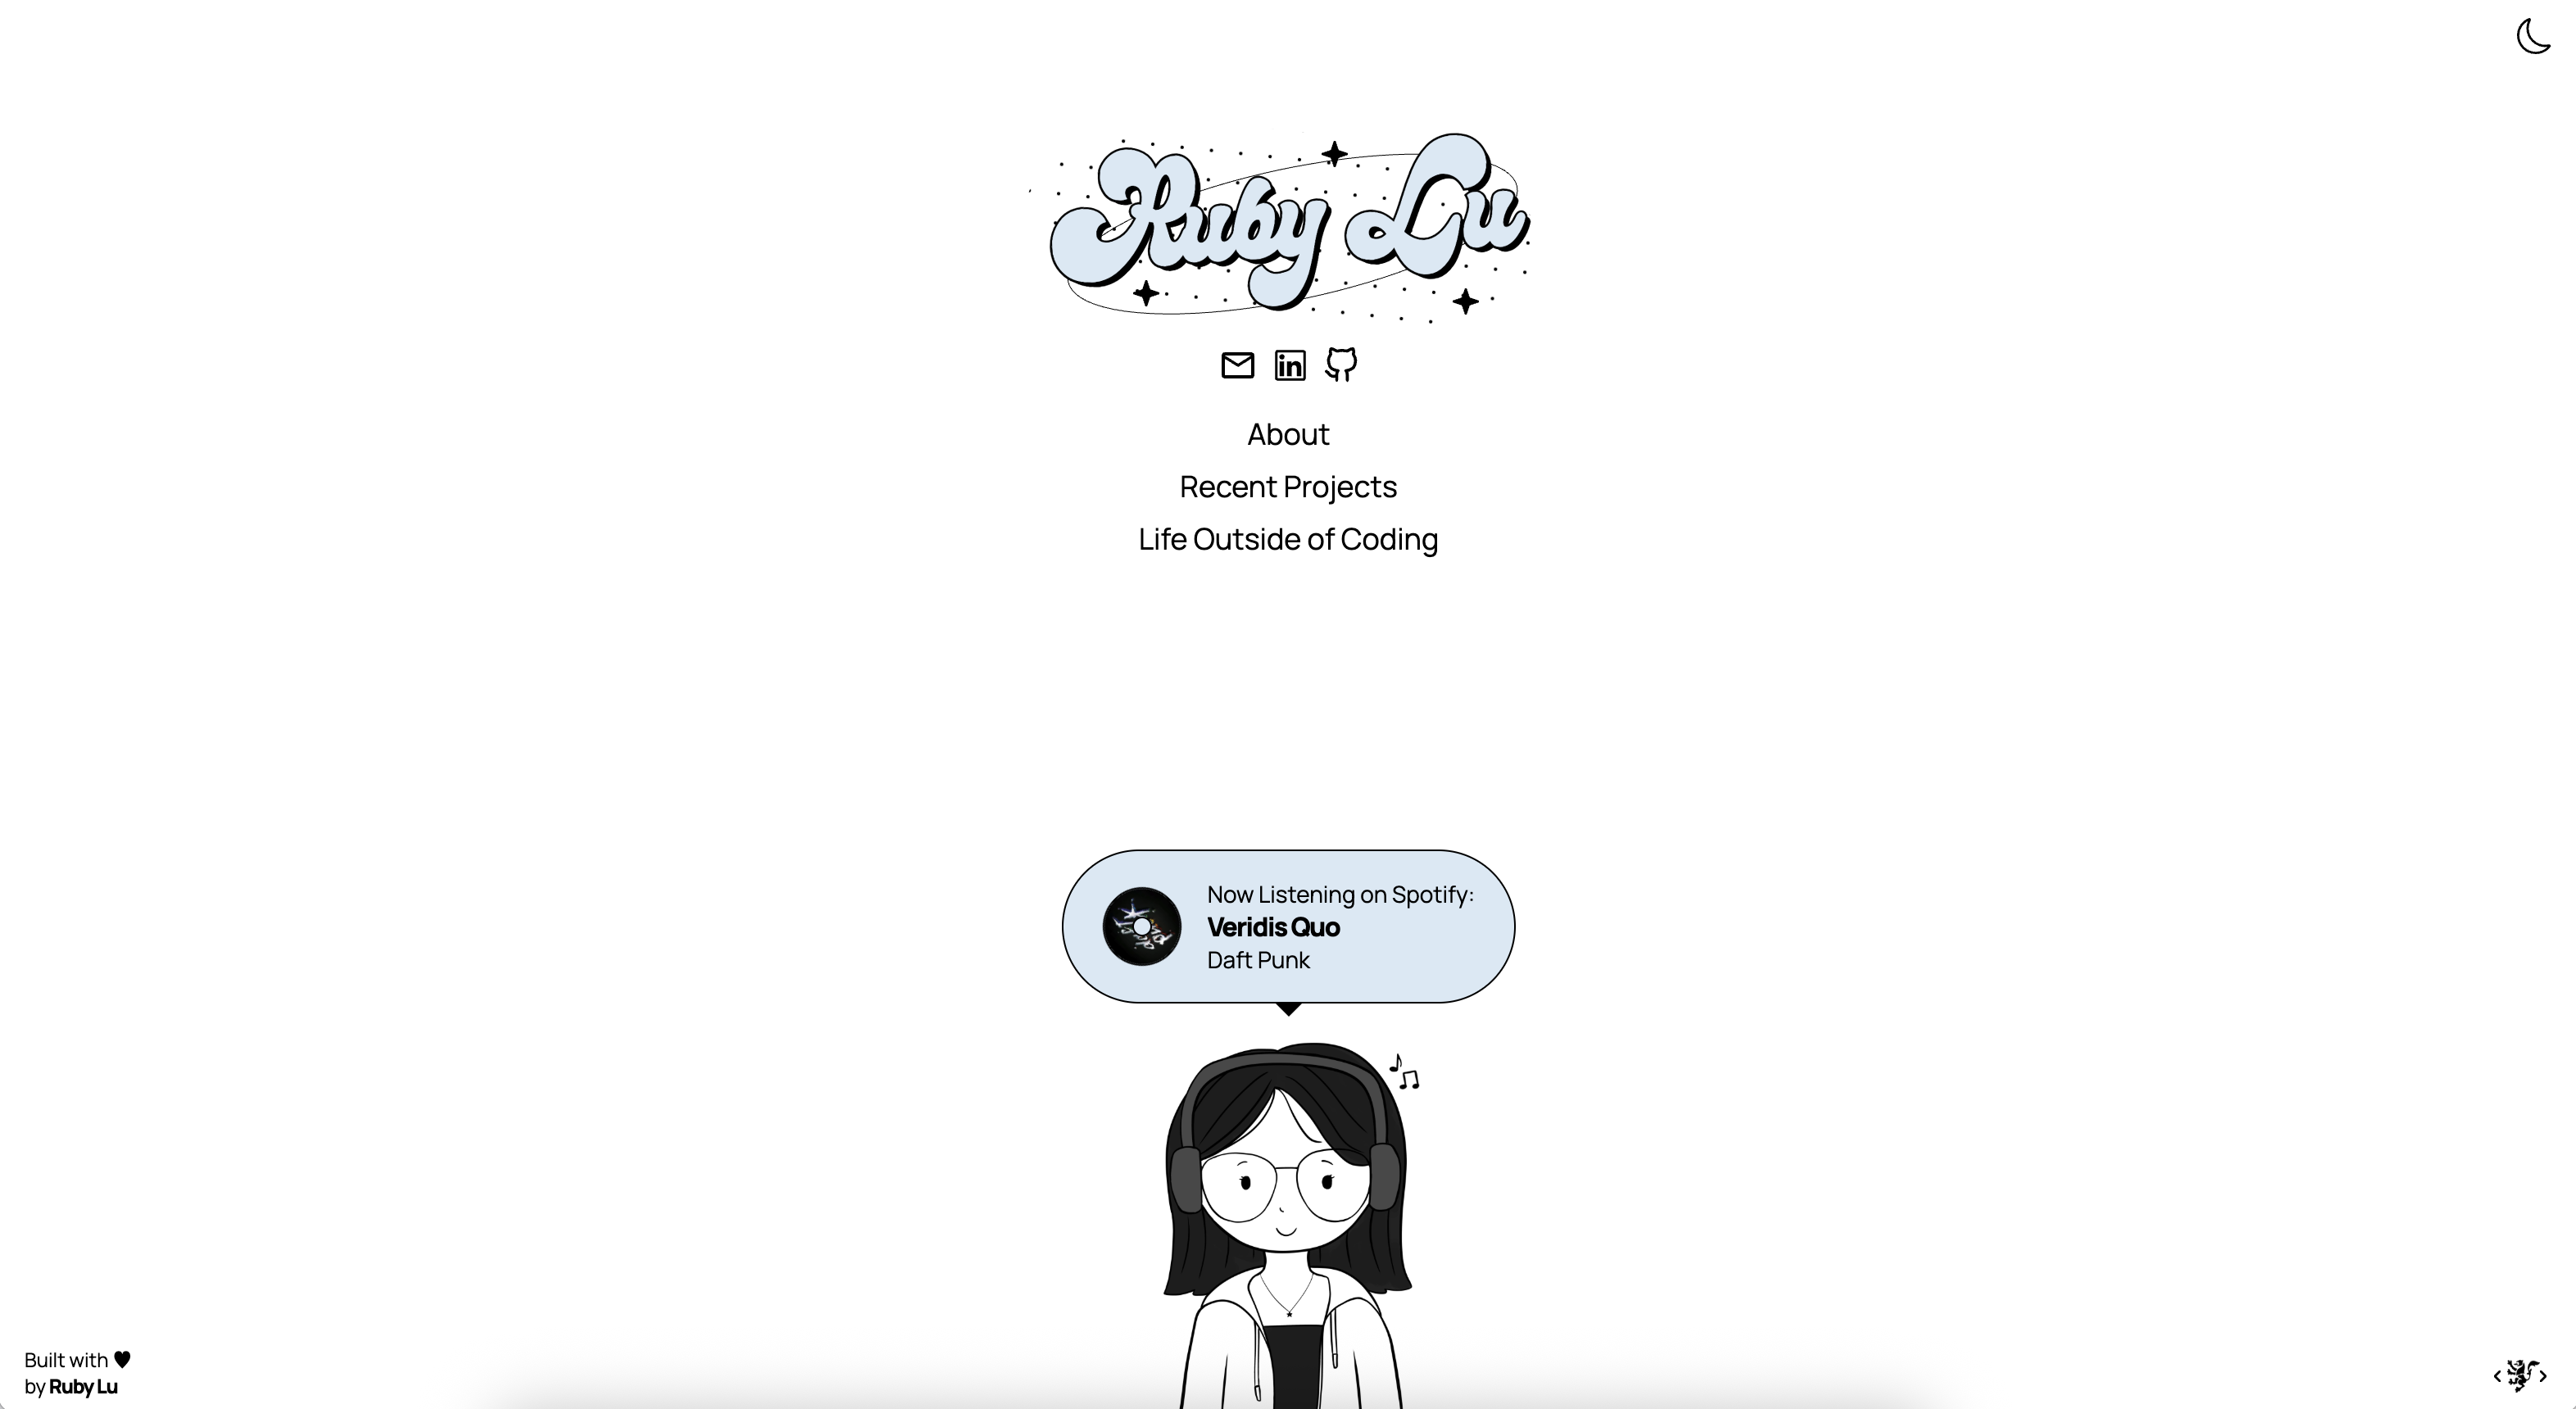 Ruby Lu
in
About
Recent Projects
Life Outside of Coding
Now Listening on Spotify:
Veridis Quo
Daft Punk
Built with ♥
by Ruby Lu